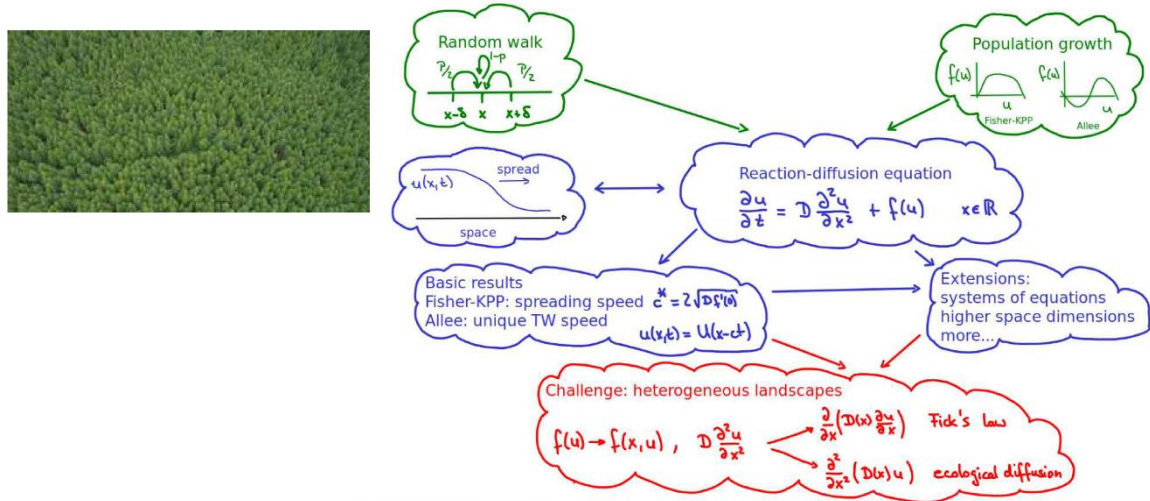 Random walk
1-p
p/2 p/2
x-δ x x+δ
Population growth
f(u) f(u)
u u
Fisher-KPP Allee
u(x,t) spread
space
Reaction-diffusion equation
∂u/∂t = D ∂²u/∂x² + f(u) x∈ℝ
Basic results
Fisher-KPP: spreading speed c* = 2√(Df'(0))
Allee: unique TW speed
u(x,t) = U(x-ct)
Extensions:
systems of equations
higher space dimensions
more...
Challenge: heterogeneous landscapes
f(u) → f(x,u) , D ∂²u/∂x²
∂/∂x (D(x) ∂u/∂x) Fick's law
∂²/∂x² (D(x) u) ecological diffusion